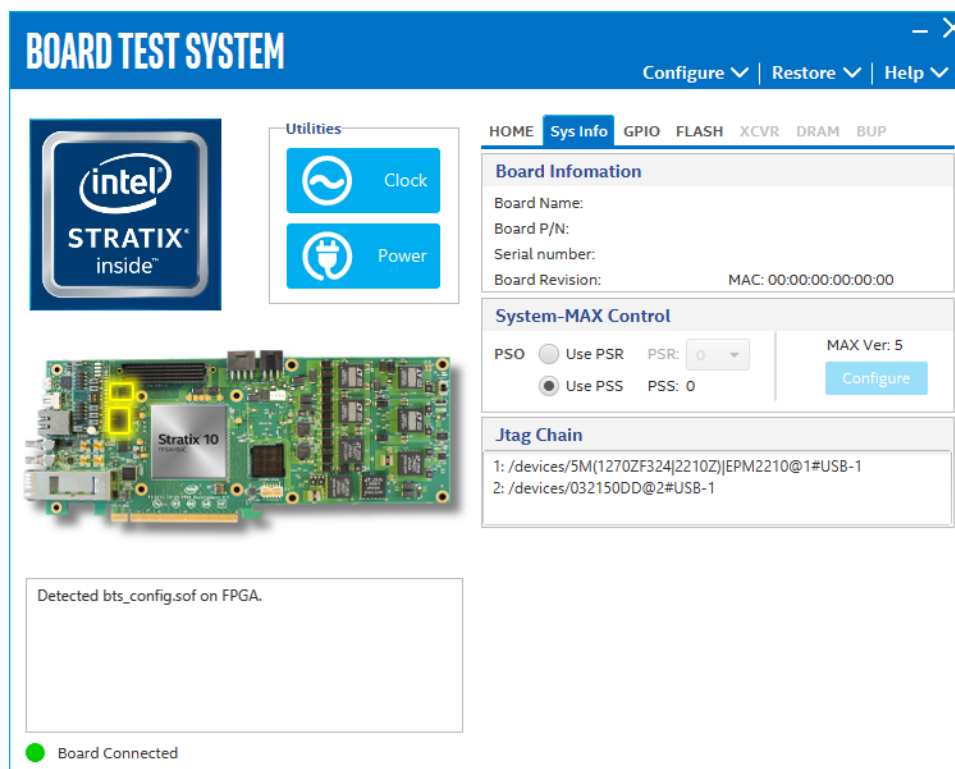 BOARD TEST SYSTEM
Configure | Restore | Help
intel
STRATIX
inside™
Utilities
Clock
Power
HOME Sys Info GPIO FLASH XCVR DRAM BUP
Board Infomation
Board Name:
Board P/N:
Serial number:
Board Revision: MAC: 00:00:00:00:00:00
System-MAX Control
PSO Use PSR PSR: 0
Use PSS PSS: 0
MAX Ver: 5
Configure
Stratix 10
Jtag Chain
1: /devices/5M(1270ZF324|2210Z)|EPM2210@1#USB-1
2: /devices/032150DD@2#USB-1
Detected bts_config.sof on FPGA.
Board Connected